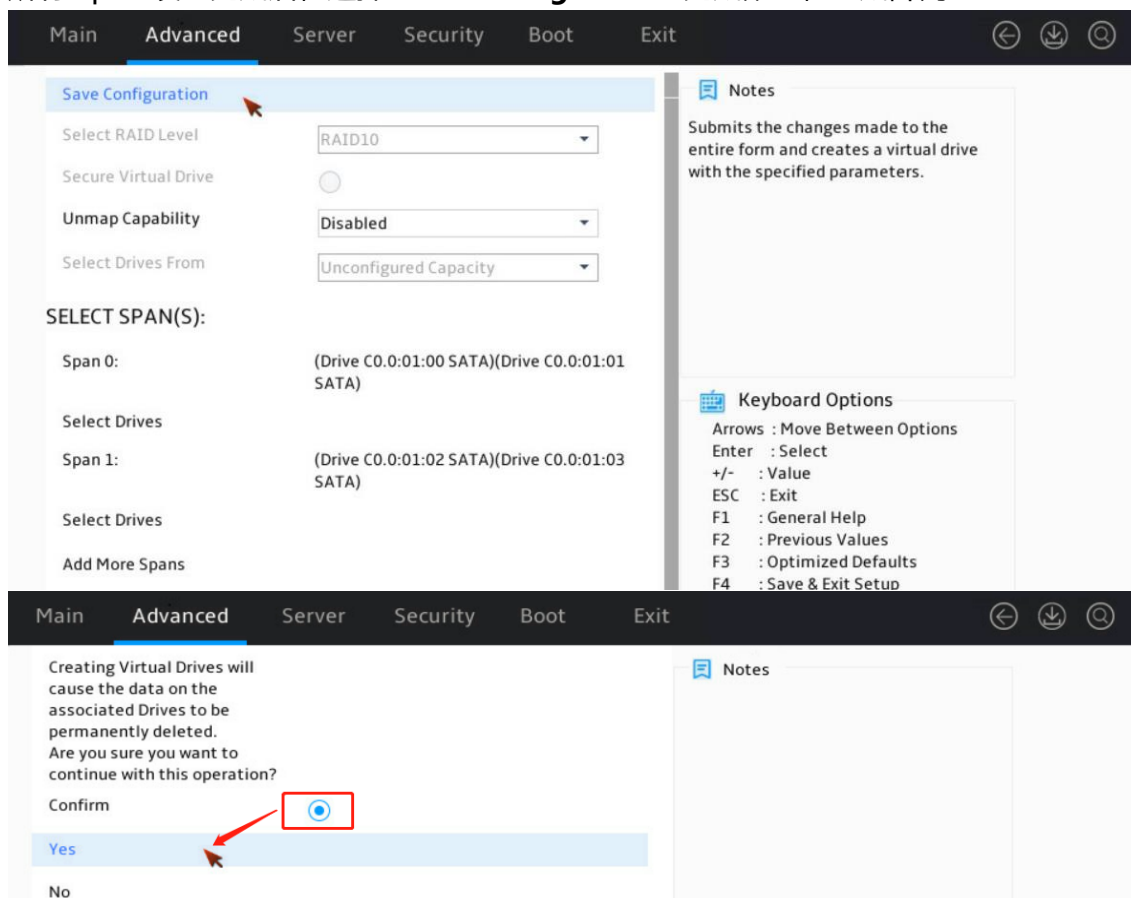 Main Advanced Server Security Boot Exit
Save Configuration
Select RAID Level RAID10
Secure Virtual Drive
Unmap Capability Disabled
Select Drives From Unconfigured Capacity
SELECT SPAN(S):
Span 0: (Drive C0.0:01:00 SATA)(Drive C0.0:01:01
SATA)
Select Drives
Span 1: (Drive C0.0:01:02 SATA)(Drive C0.0:01:03
SATA)
Select Drives
Add More Spans
Notes
Submits the changes made to the
entire form and creates a virtual drive
with the specified parameters.
Keyboard Options
Arrows : Move Between Options
Enter : Select
+/- : Value
ESC : Exit
F1 : General Help
F2 : Previous Values
F3 : Optimized Defaults
F4 : Save & Exit Setup
Main Advanced Server Security Boot Exit
Creating Virtual Drives will
cause the data on the
associated Drives to be
permanently deleted.
Are you sure you want to
continue with this operation?
Confirm
Yes
No
Notes